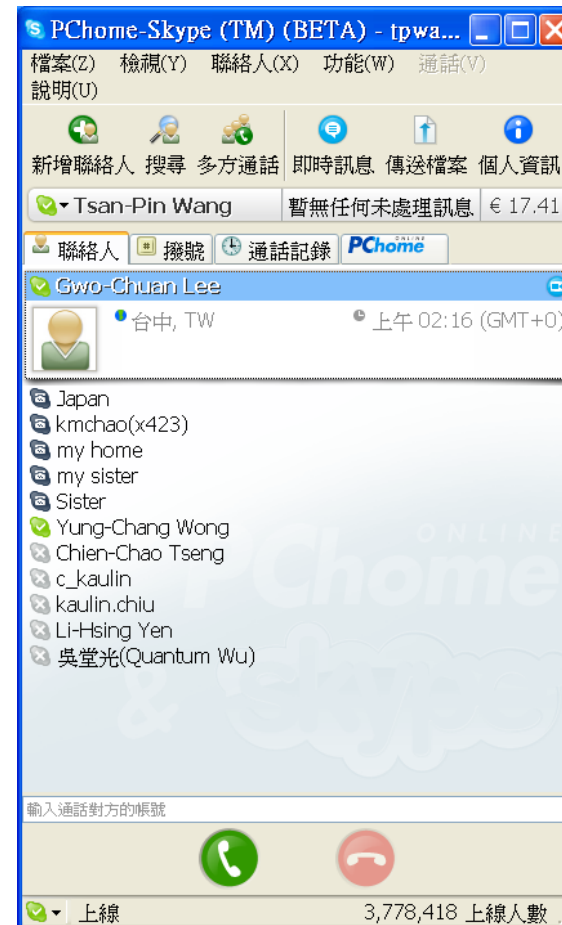 PChome-Skype (TM) (BETA) - tpwa...
檔案(Z) 檢視(Y) 聯絡人(X) 功能(W) 通話(V)
說明(U)
新增聯絡人 搜尋 多方通話 即時訊息 傳送檔案 個人資訊
Tsan-Pin Wang 暫無任何未處理訊息 € 17.41
聯絡人 撥號 通話記錄 PChome ONLINE
Gwo-Chuan Lee
台中, TW 上午 02:16 (GMT+0)
Japan
kmchao(x423)
my home
my sister
Sister
Yung-Chang Wong
Chien-Chao Tseng
c_kaulin
kaulin.chiu
Li-Hsing Yen
吳堂光(Quantum Wu)
ONLINE
PChome
& skype
輸入通話對方的帳號
上線 3,778,418 上線人數